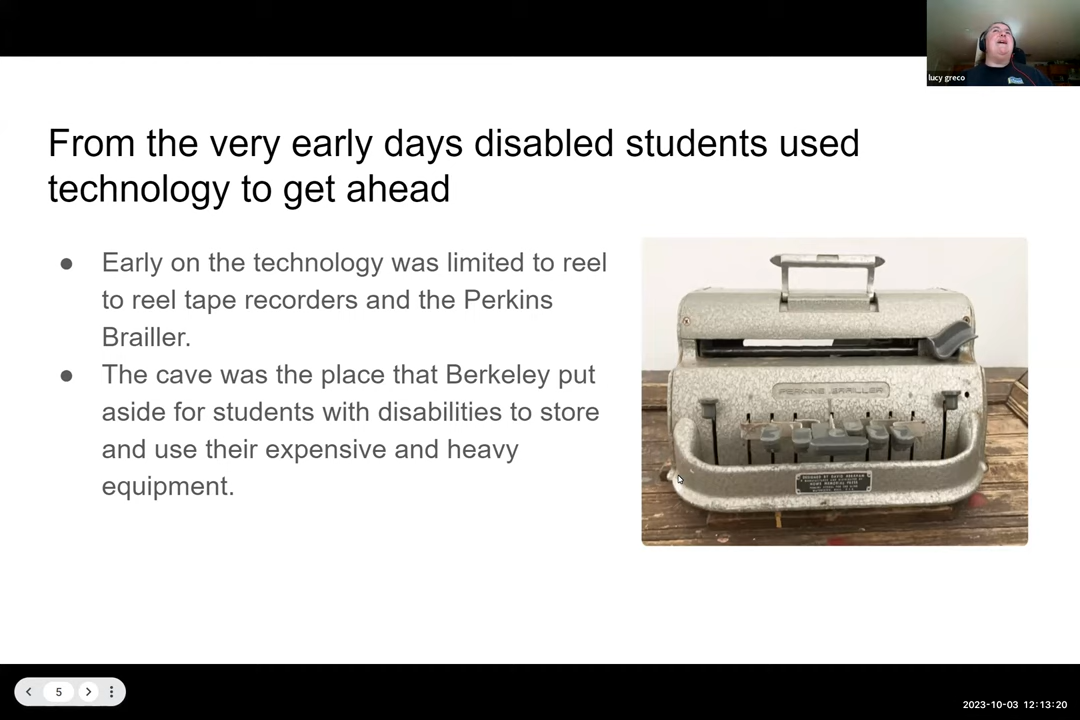 lucy greco
From the very early days disabled students used
technology to get ahead
● Early on the technology was limited to reel
to reel tape recorders and the Perkins
Brailler.
● The cave was the place that Berkeley put
aside for students with disabilities to store
and use their expensive and heavy
equipment.
PERKINS BRAILLER
5
2023-10-03 12:13:20